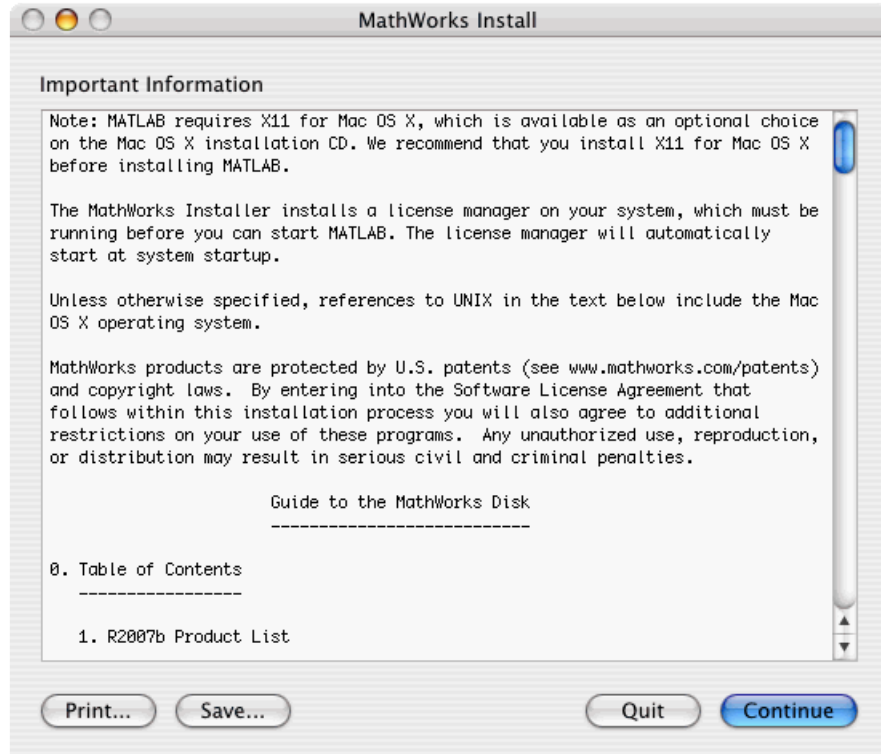 MathWorks Install
Important Information
Note: MATLAB requires X11 for Mac OS X, which is available as an optional choice
on the Mac OS X installation CD. We recommend that you install X11 for Mac OS X
before installing MATLAB.
The MathWorks Installer installs a license manager on your system, which must be
running before you can start MATLAB. The license manager will automatically
start at system startup.
Unless otherwise specified, references to UNIX in the text below include the Mac
OS X operating system.
MathWorks products are protected by U.S. patents (see www.mathworks.com/patents)
and copyright laws.  By entering into the Software License Agreement that
follows within this installation process you will also agree to additional
restrictions on your use of these programs.  Any unauthorized use, reproduction,
or distribution may result in serious civil and criminal penalties.
Guide to the MathWorks Disk
---------------------------
0. Table of Contents
-----------------
1. R2007b Product List
Print... Save... Quit Continue